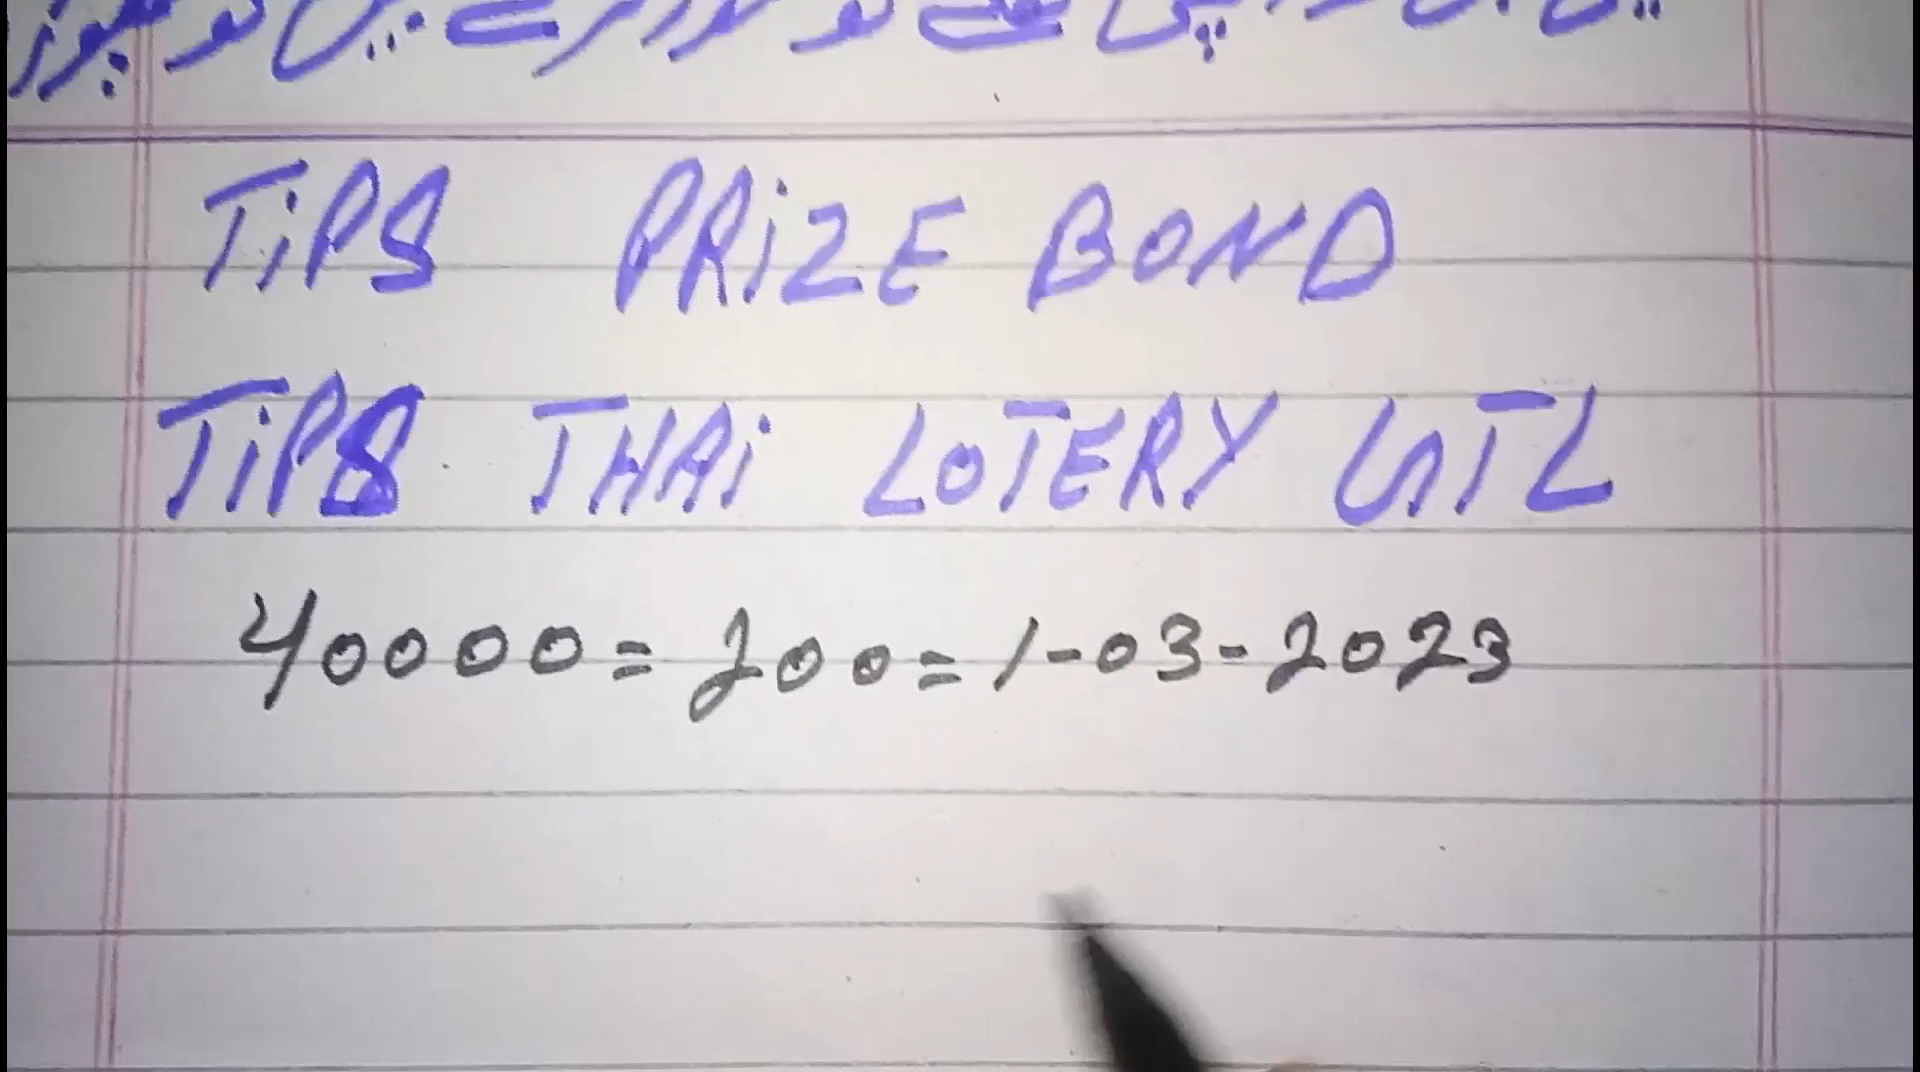 TiPS PRiZE BOND
TiPS THAi LOTERY UTL
40000=200=1-03-2023